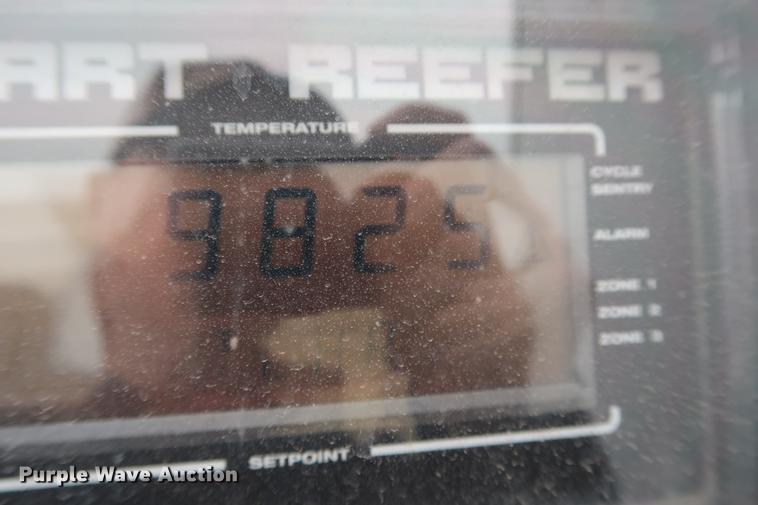 ART REEFER
TEMPERATURE
9825
CYCLE
SENTRY
ALARM
ZONE 1
ZONE 2
ZONE 3
SETPOINT
Purple Wave Auction